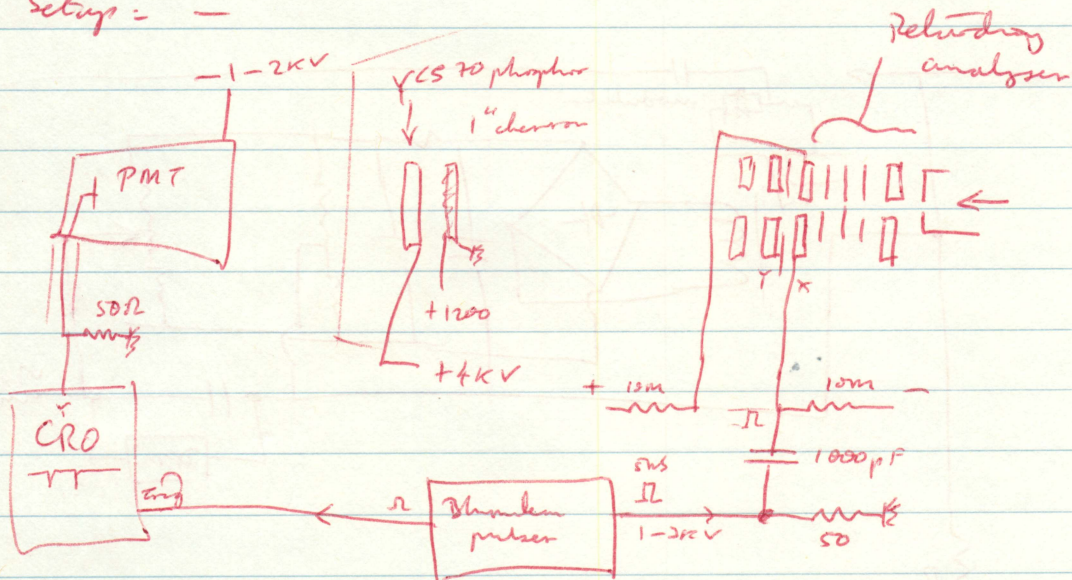 Setup: -
Retarding
analyser
-1-2KV
CS 70 phosphor
1" chevron
PMT
50Ω
+1200
+4KV
Y X
+ 10m
10m -
1000pF
CRO
Y
trig
Blumlein
pulser
5ns
1-2KV
50